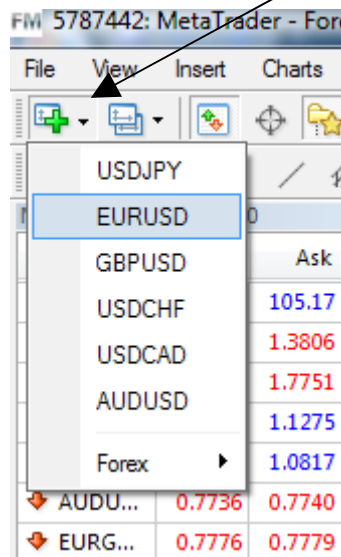 FM 5787442: MetaTrader - For
File View Insert Charts
USDJPY
EURUSD
GBPUSD
USDCHF
USDCAD
AUDUSD
Forex
Ask
105.17
1.3806
1.7751
1.1275
1.0817
AUDU... 0.7736 0.7740
EURG... 0.7776 0.7779